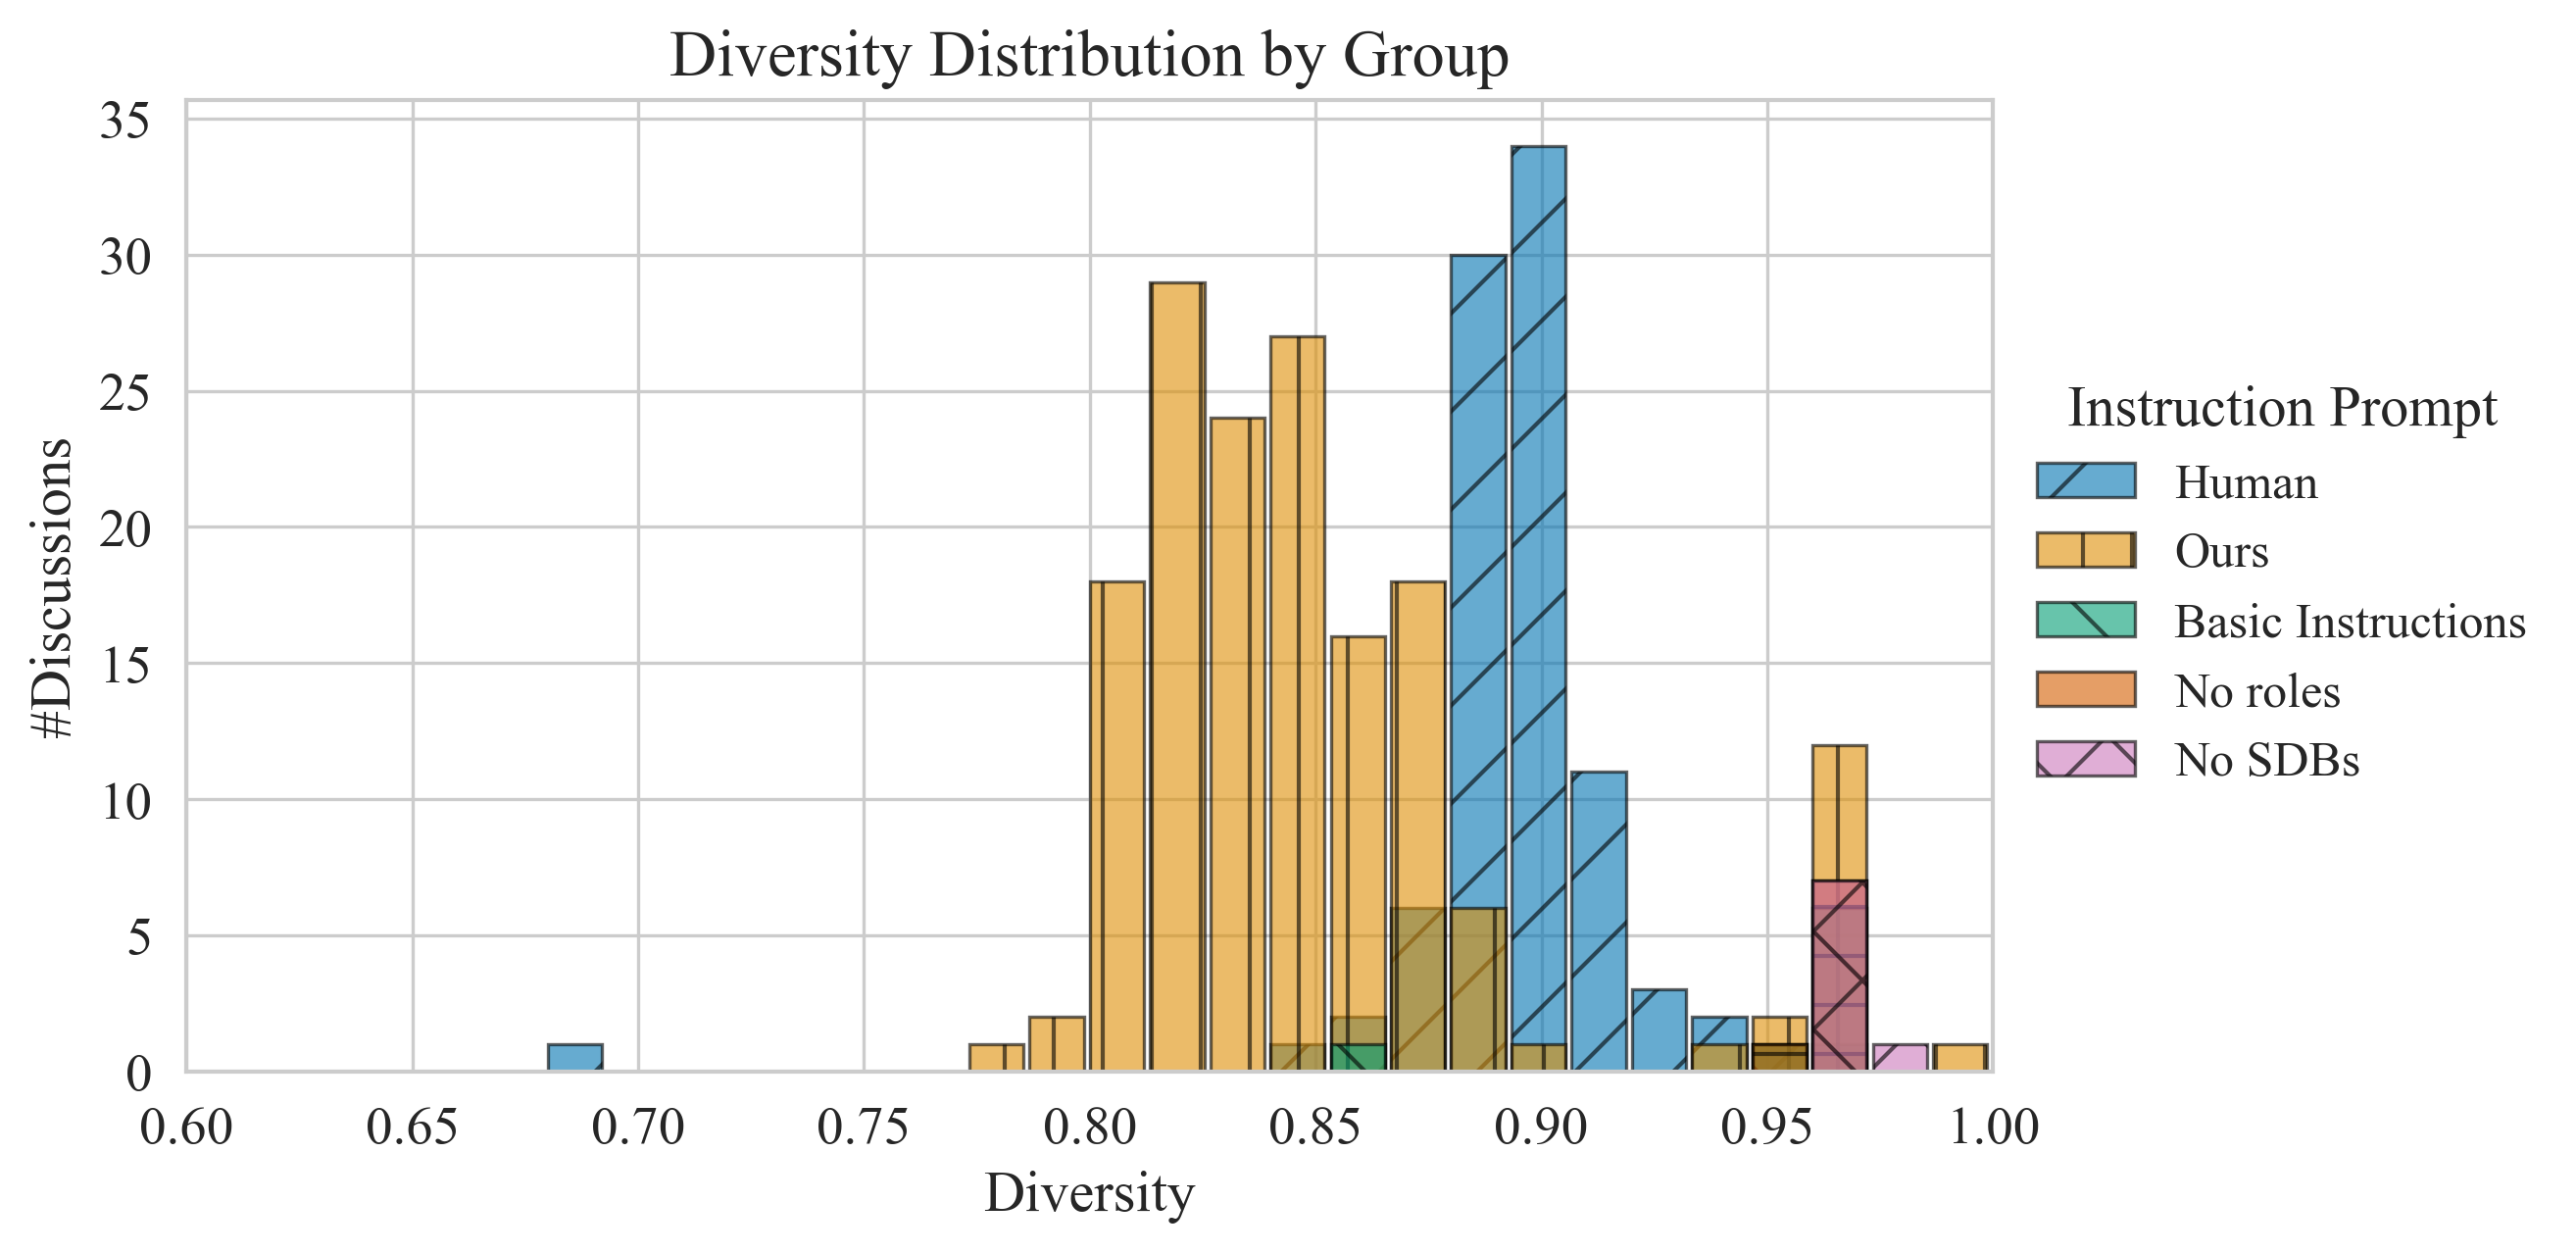 Diversity Distribution by Group
35
30
25
20
15
10
5
0
#Discussions
0.60 0.65 0.70 0.75 0.80 0.85 0.90 0.95 1.00
Diversity
Instruction Prompt
Human
Ours
Basic Instructions
No roles
No SDBs